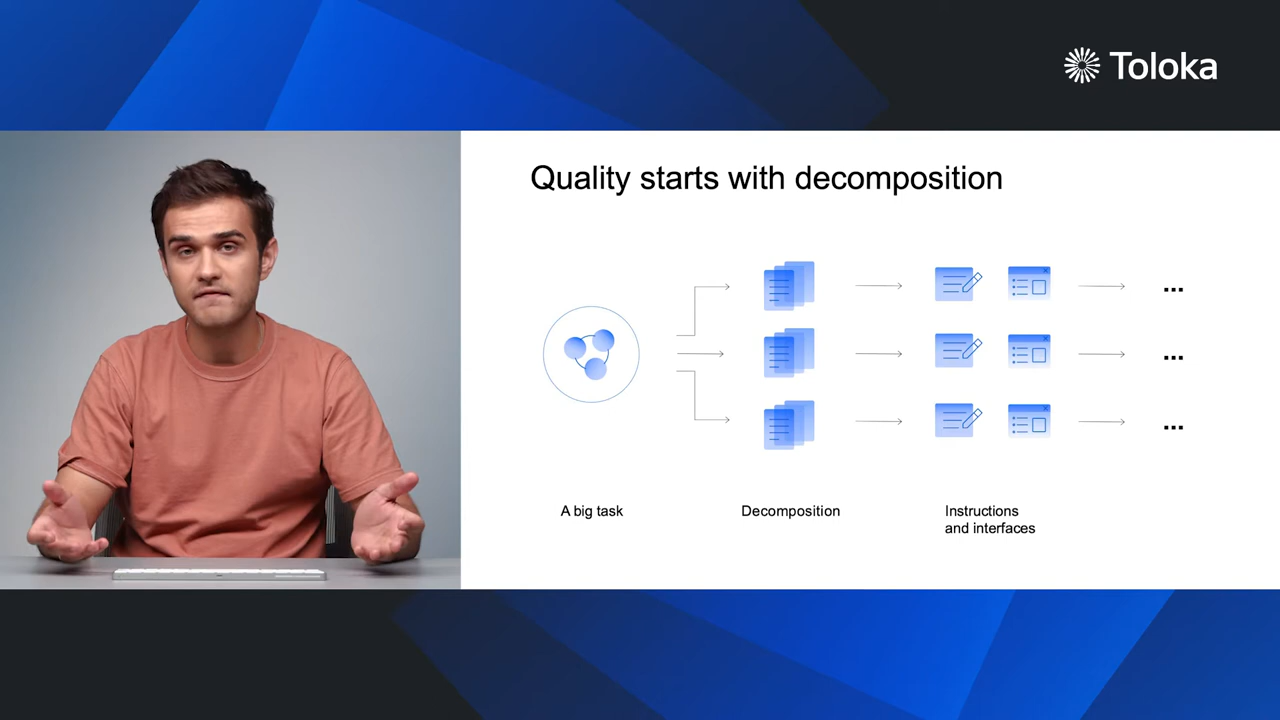 Toloka
Quality starts with decomposition
...
...
...
A big task
Decomposition
Instructions
and interfaces